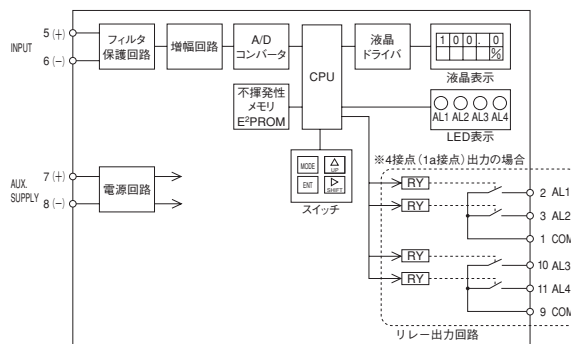 INPUT
5 (+)
6 (−)
フィルタ
保護回路
増幅回路
A/D
コンバータ
CPU
液晶
ドライバ
100.0
%
液晶表示
不揮発性
メモリ
E²PROM
AL1 AL2 AL3 AL4
LED表示
MODE
UP
ENT
SHIFT
スイッチ
AUX.
SUPPLY
7 (+)
8 (−)
電源回路
※4接点(1a接点)出力の場合
RY
2 AL1
RY
3 AL2
1 COM
RY
10 AL3
RY
11 AL4
9 COM
リレー出力回路